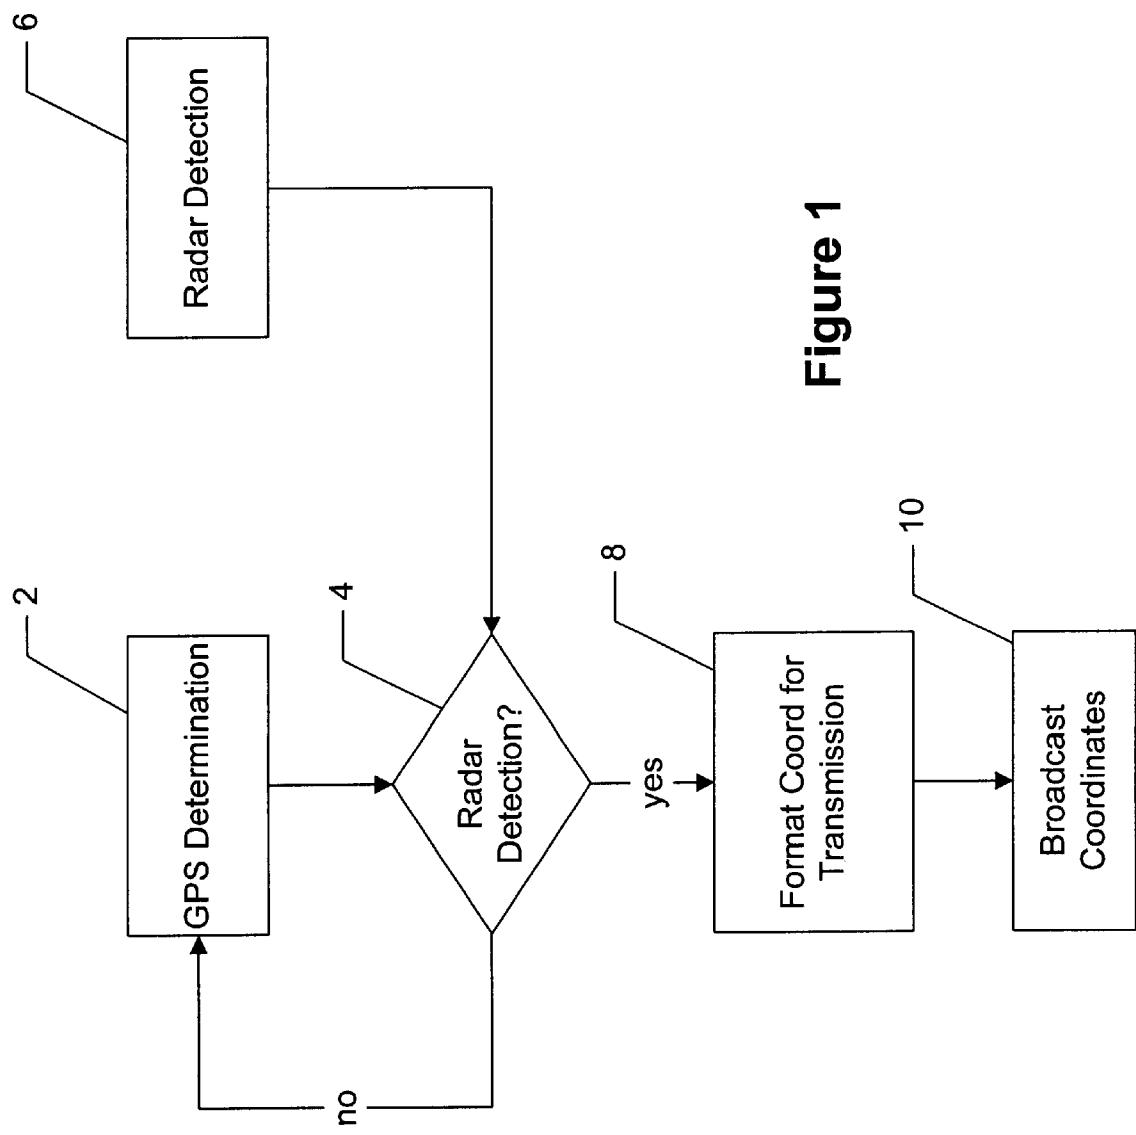 2
GPS Determination
6
Radar Detection
4
Radar
Detection?
no
yes
8
Format Coord for
Transmission
10
Broadcast
Coordinates
Figure 1